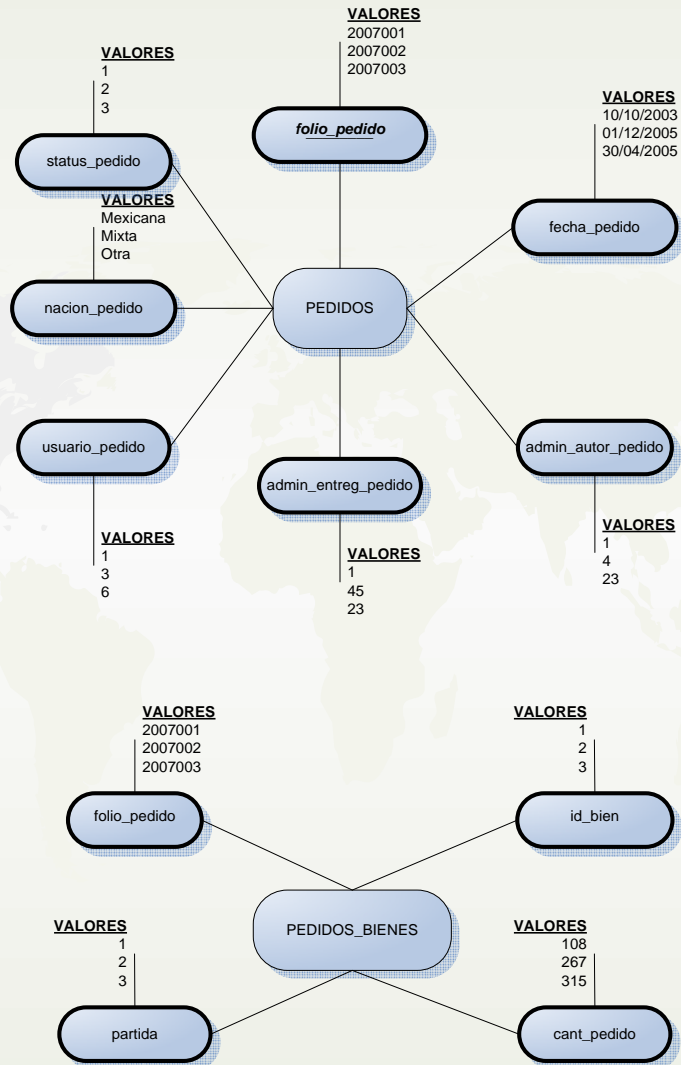 VALORES
2007001
2007002
2007003
folio_pedido
VALORES
1
2
3
status_pedido
VALORES
10/10/2003
01/12/2005
30/04/2005
fecha_pedido
VALORES
Mexicana
Mixta
Otra
nacion_pedido
PEDIDOS
usuario_pedido
VALORES
1
3
6
admin_entreg_pedido
VALORES
1
45
23
admin_autor_pedido
VALORES
1
4
23
VALORES
2007001
2007002
2007003
folio_pedido
VALORES
1
2
3
id_bien
PEDIDOS_BIENES
VALORES
1
2
3
partida
VALORES
108
267
315
cant_pedido